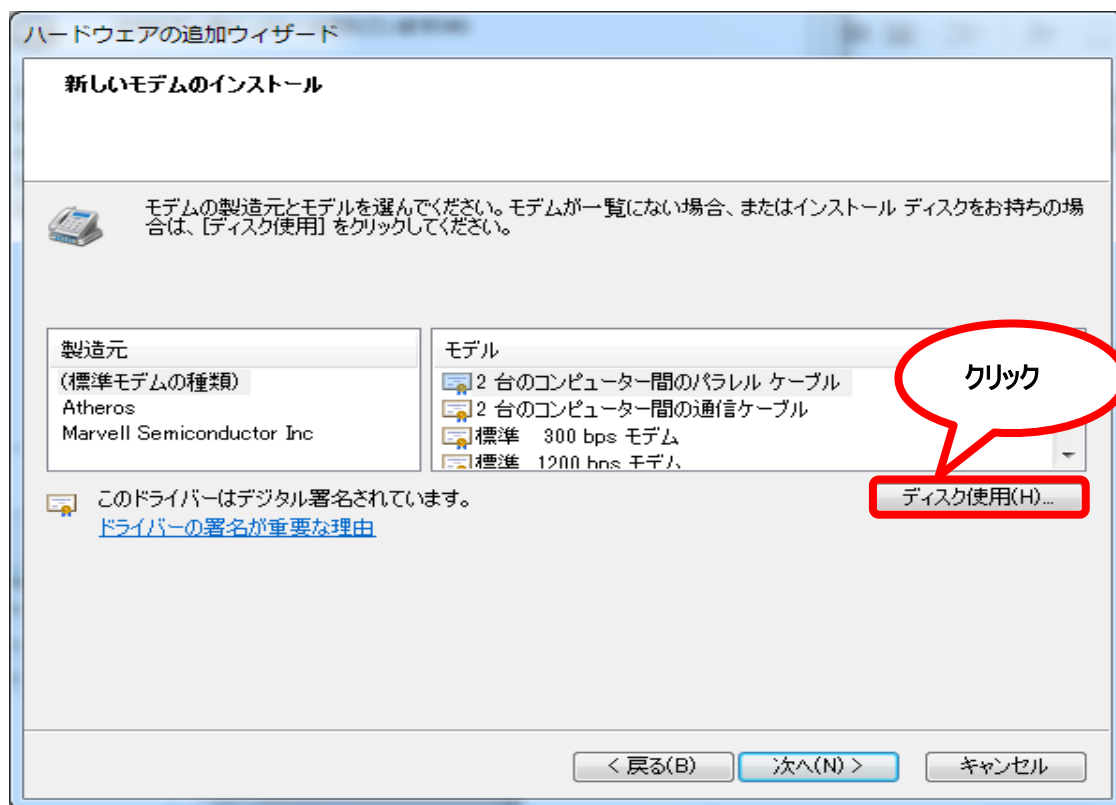 ハードウェアの追加ウィザード
新しいモデムのインストール
モデムの製造元とモデルを選んでください。モデムが一覧にない場合、またはインストール ディスクをお持ちの場
合は、[ディスク使用] をクリックしてください。
製造元
(標準モデムの種類)
Atheros
Marvell Semiconductor Inc
モデル
2 台のコンピューター間のパラレル ケーブル
2 台のコンピューター間の通信ケーブル
標準 300 bps モデム
標準 1200 bps モデム
クリック
このドライバーはデジタル署名されています。
ドライバーの署名が重要な理由
ディスク使用(H)...
< 戻る(B)
次へ(N) >
キャンセル